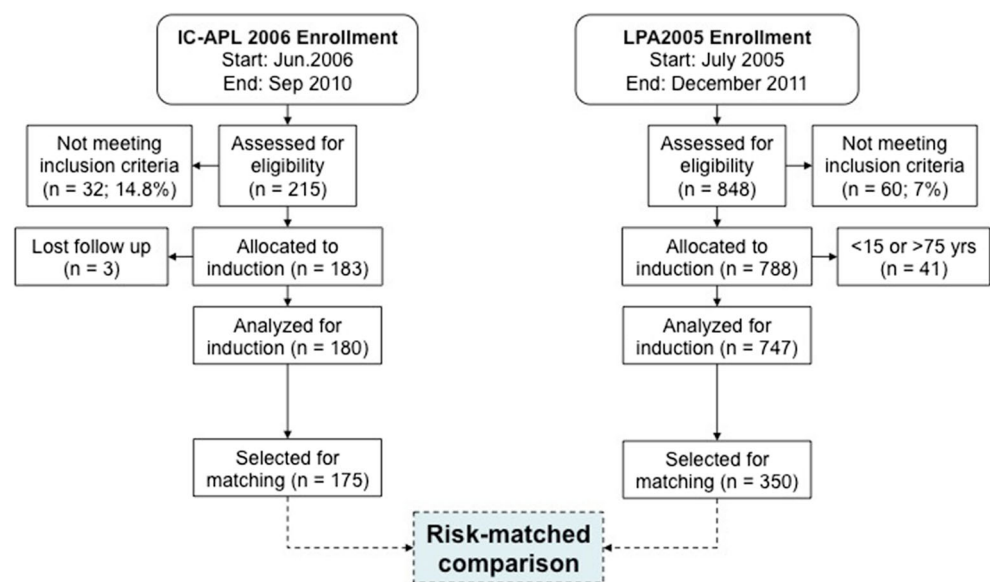 IC-APL 2006 Enrollment
Start: Jun.2006
End: Sep 2010
Not meeting
inclusion criteria
(n = 32; 14.8%)
Assessed for
eligibility
(n = 215)
Lost follow up
(n = 3)
Allocated to
induction (n = 183)
Analyzed for
induction (n = 180)
Selected for
matching (n = 175)
LPA2005 Enrollment
Start: July 2005
End: December 2011
Assessed for
eligibility
(n = 848)
Not meeting
inclusion criteria
(n = 60; 7%)
Allocated to
induction (n = 788)
<15 or >75 yrs
(n = 41)
Analyzed for
induction (n = 747)
Selected for
matching (n = 350)
Risk-matched
comparison